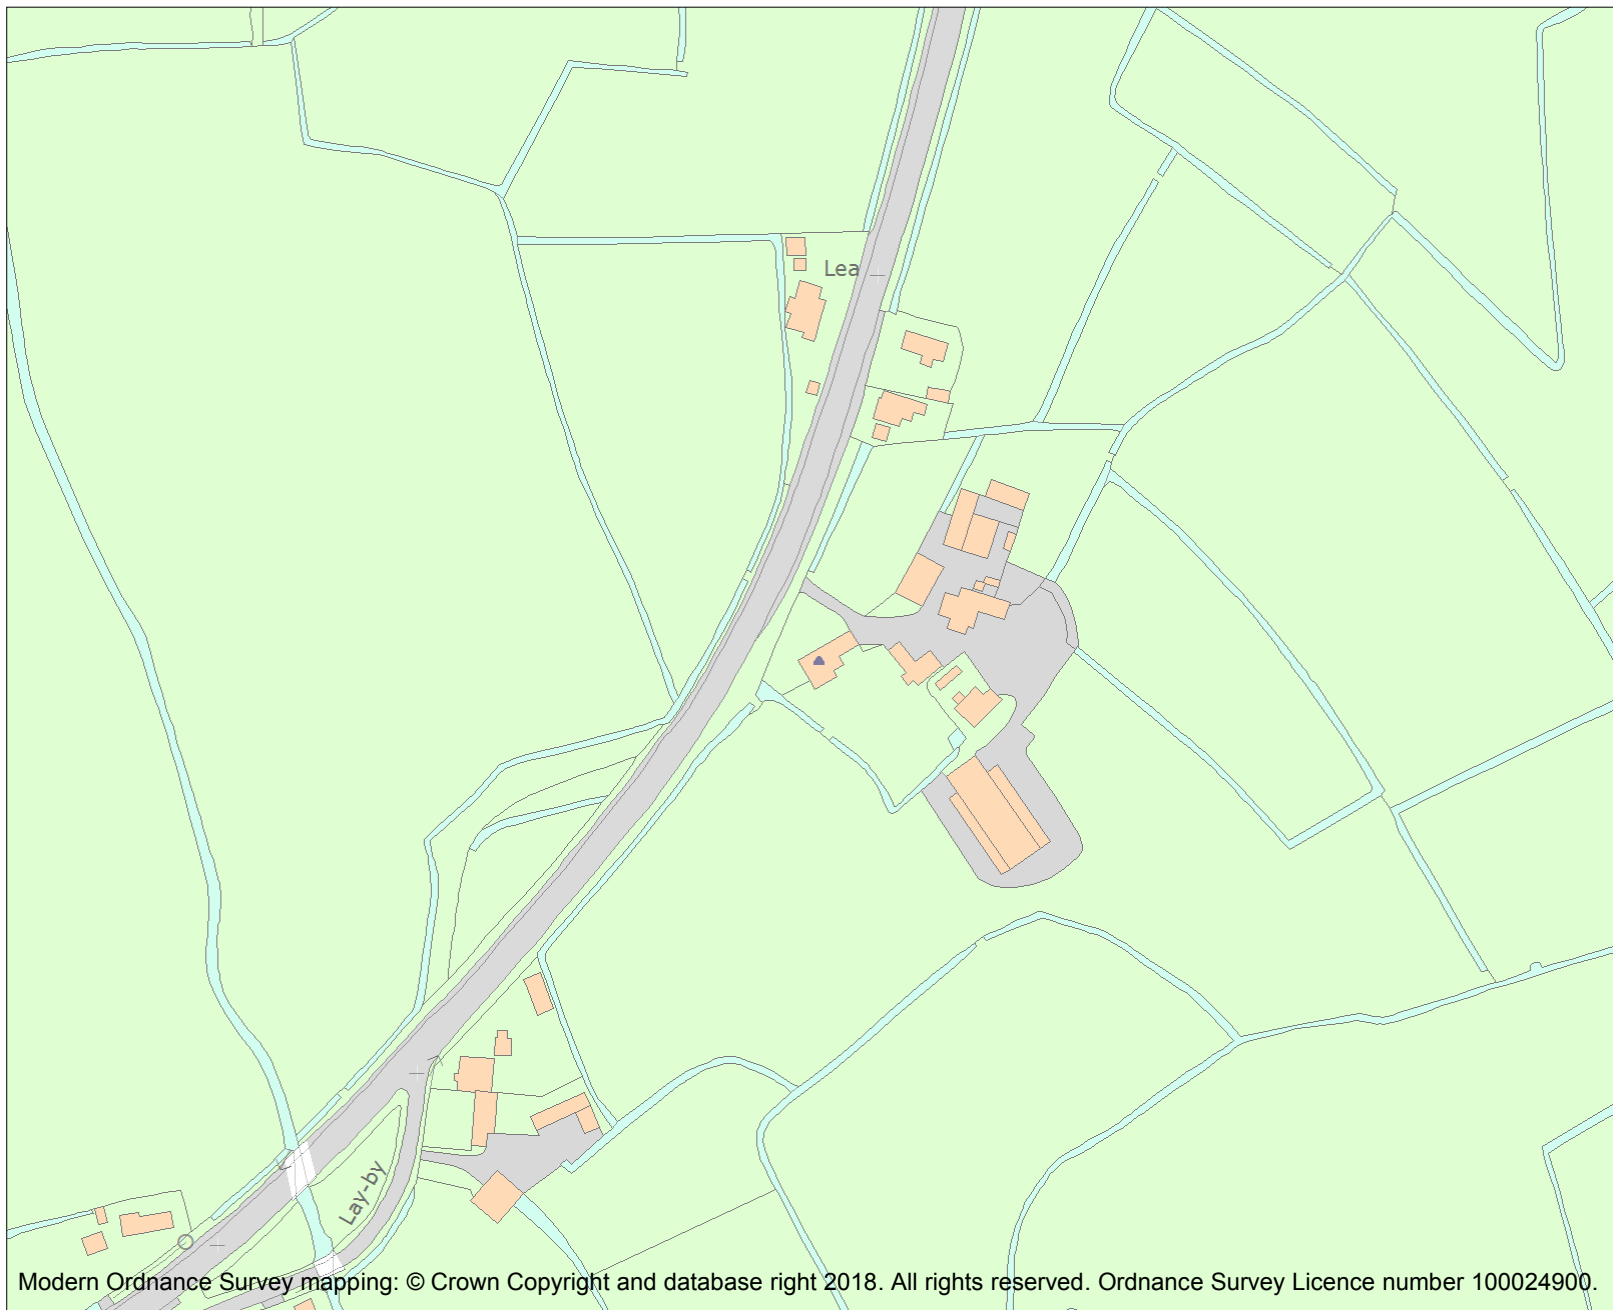 Lea
Lay-by
Modern Ordnance Survey mapping: © Crown Copyright and database right 2018. All rights reserved. Ordnance Survey Licence number 100024900.